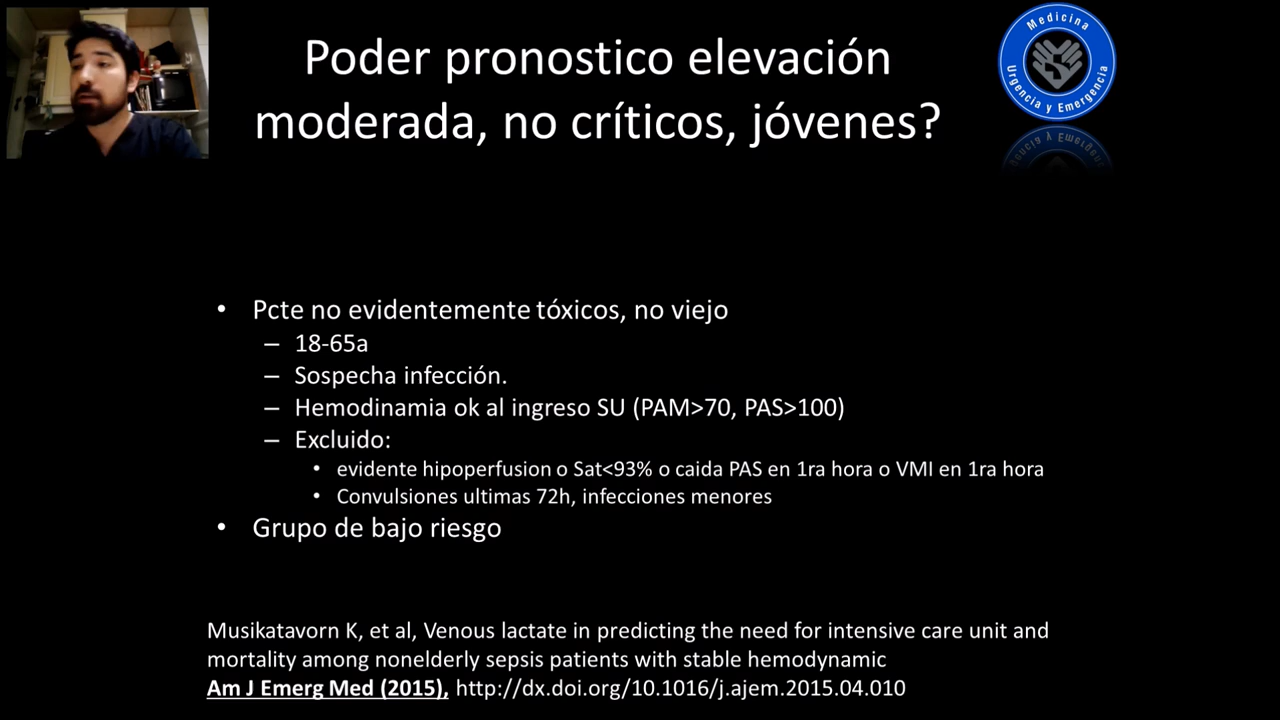 Poder pronostico elevación
moderada, no críticos, jóvenes?
Medicina
Urgencia y Emergencia
• Pcte no evidentemente tóxicos, no viejo
– 18-65a
– Sospecha infección.
– Hemodinamia ok al ingreso SU (PAM>70, PAS>100)
– Excluido:
• evidente hipoperfusion o Sat<93% o caida PAS en 1ra hora o VMI en 1ra hora
• Convulsiones ultimas 72h, infecciones menores
• Grupo de bajo riesgo
Musikatavorn K, et al, Venous lactate in predicting the need for intensive care unit and
mortality among nonelderly sepsis patients with stable hemodynamic
Am J Emerg Med (2015), http://dx.doi.org/10.1016/j.ajem.2015.04.010